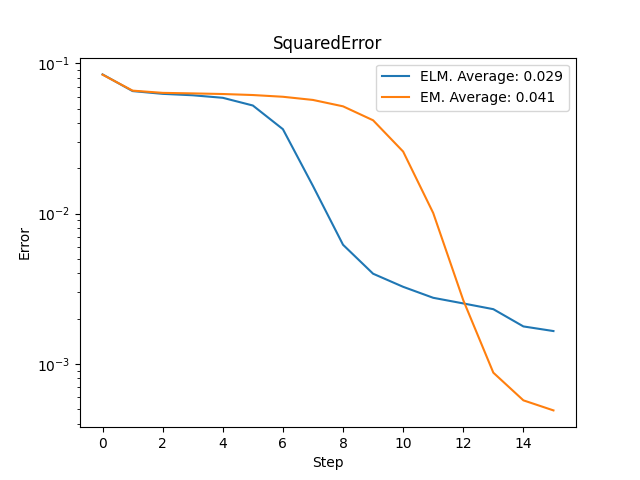 SquaredError
ELM. Average: 0.029
EM. Average: 0.041
Error
10⁻¹
10⁻²
10⁻³
0 2 4 6 8 10 12 14
Step